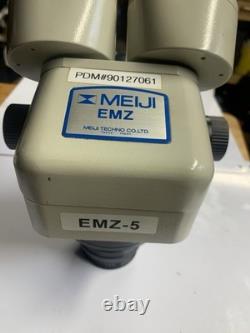 PDM#90127061
MEIJI
EMZ
MEIJI TECHNO CO.LTD.
EMZ-5